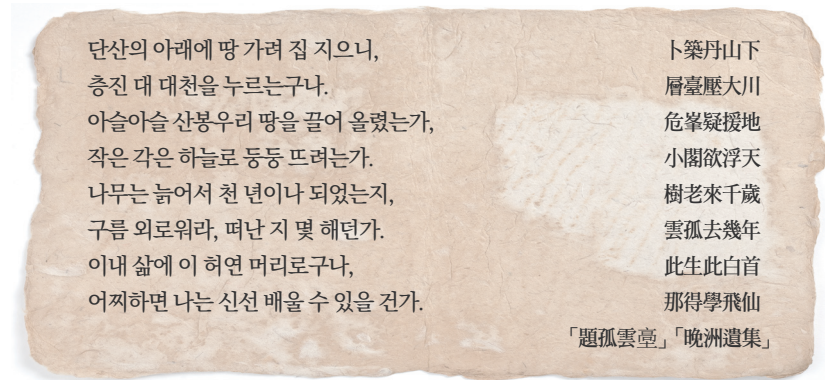 단산의 아래에 땅 가려 집 지으니,
층진 대 대천을 누르는구나.
아슬아슬 산봉우리 땅을 끌어 올렸는가,
작은 각은 하늘로 둥둥 뜨려는가.
나무는 늙어서 천 년이나 되었는지,
구름 외로워라, 떠난 지 몇 해던가.
이내 삶에 이 허연 머리로구나,
어찌하면 나는 신선 배울 수 있을 건가.
卜築丹山下
層臺壓大川
危峯疑援地
小閣欲浮天
樹老來千歲
雲孤去幾年
此生此白首
那得學飛仙
「題孤雲臺」「晩洲遺集」